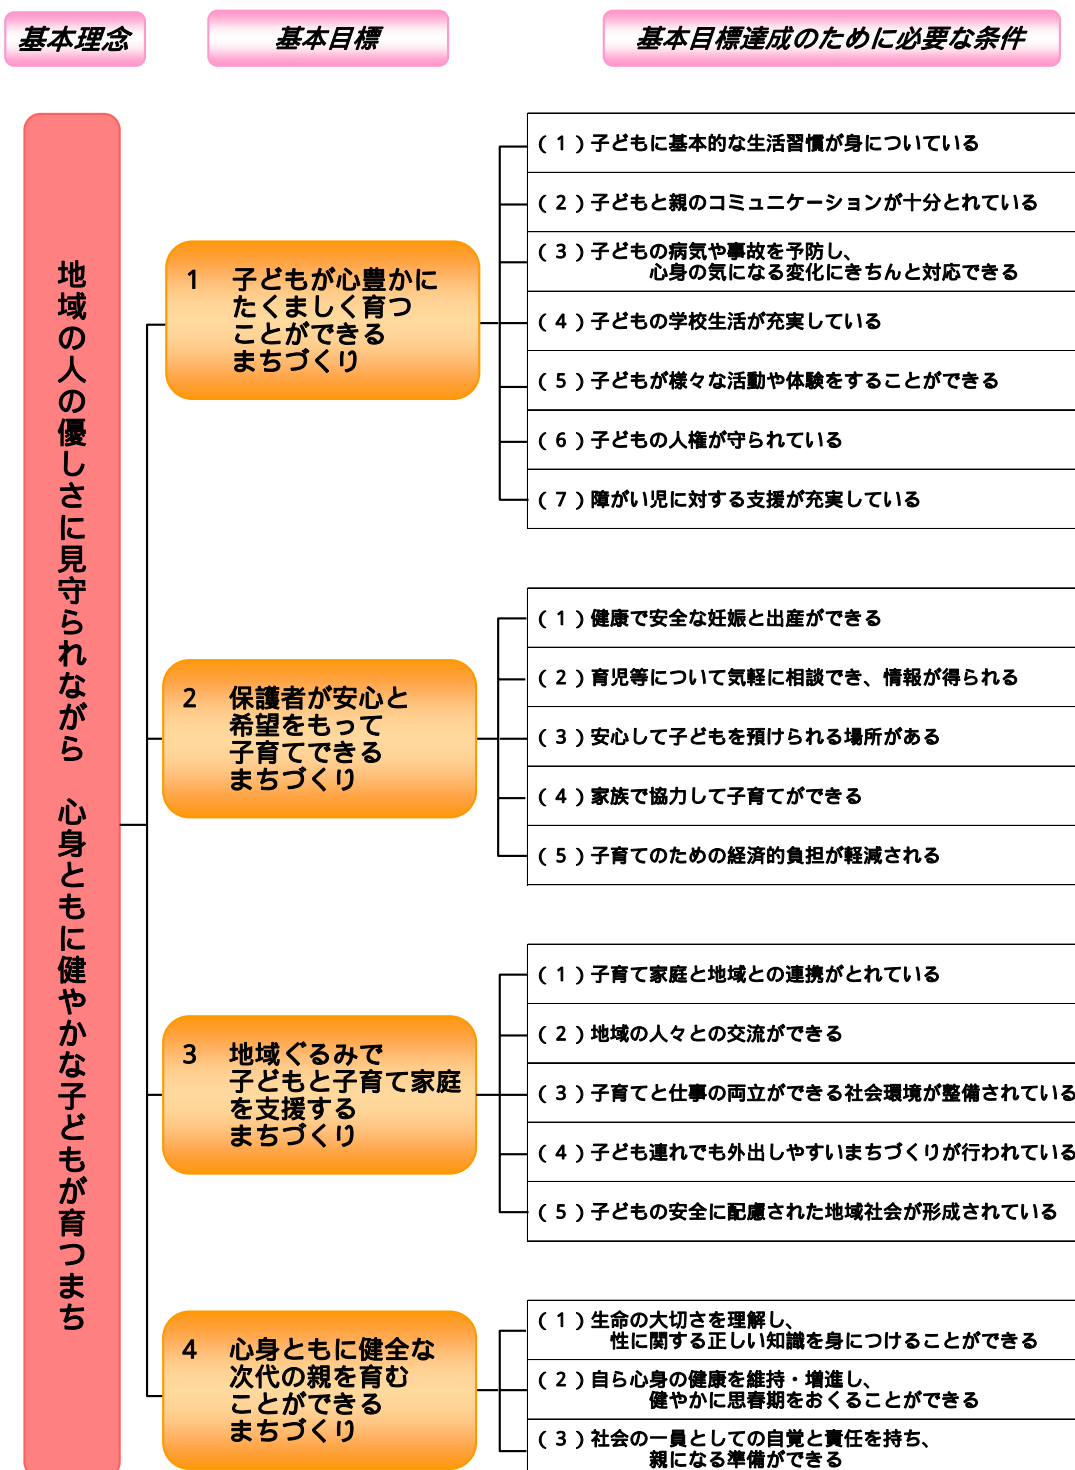 基本理念
基本目標
基本目標達成のために必要な条件
地域の人の優しさに見守られながら　心身ともに健やかな子どもが育つまち
1　子どもが心豊かに
たくましく育つ
ことができる
まちづくり
(1)子どもに基本的な生活習慣が身についている
(2)子どもと親のコミュニケーションが十分とれている
(3)子どもの病気や事故を予防し、
心身の気になる変化にきちんと対応できる
(4)子どもの学校生活が充実している
(5)子どもが様々な活動や体験をすることができる
(6)子どもの人権が守られている
(7)障がい児に対する支援が充実している
2　保護者が安心と
希望をもって
子育てできる
まちづくり
(1)健康で安全な妊娠と出産ができる
(2)育児等について気軽に相談でき、情報が得られる
(3)安心して子どもを預けられる場所がある
(4)家族で協力して子育てができる
(5)子育てのための経済的負担が軽減される
3　地域ぐるみで
子どもと子育て家庭
を支援する
まちづくり
(1)子育て家庭と地域との連携がとれている
(2)地域の人々との交流ができる
(3)子育てと仕事の両立ができる社会環境が整備されている
(4)子ども連れでも外出しやすいまちづくりが行われている
(5)子どもの安全に配慮された地域社会が形成されている
4　心身ともに健全な
次代の親を育む
ことができる
まちづくり
(1)生命の大切さを理解し、
性に関する正しい知識を身につけることができる
(2)自ら心身の健康を維持・増進し、
健やかに思春期をおくることができる
(3)社会の一員としての自覚と責任を持ち、
親になる準備ができる